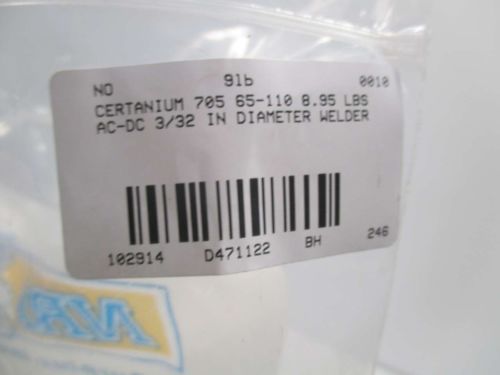 NO 91b 0010
CERTANIUM 705 65-110 8.95 LBS
AC-DC 3/32 IN DIAMETER WELDER
102914 D471122 BH 246